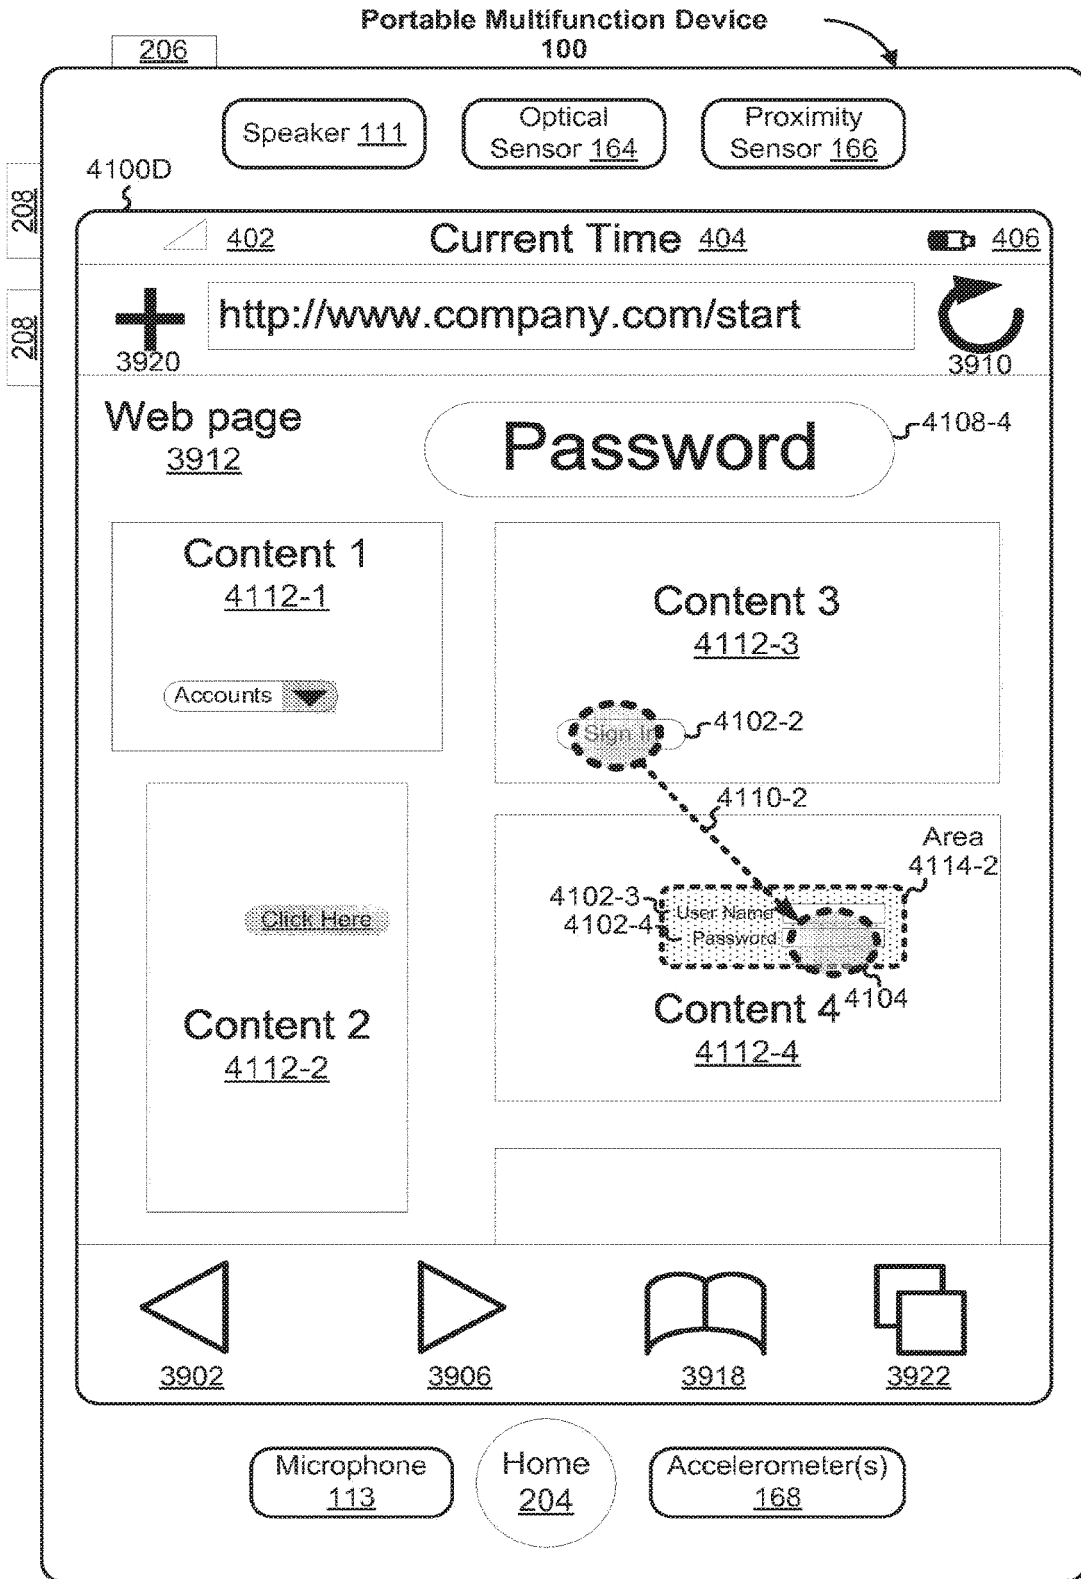 Portable Multifunction Device
100
206
Speaker 111
Optical
Sensor 164
Proximity
Sensor 166
208
208
4100D
402
Current Time 404
406
http://www.company.com/start
3920
3910
Web page
3912
Password
4108-4
Content 1
4112-1
Accounts
Content 3
4112-3
Sign In
4102-2
4110-2
Area
4114-2
4102-3
User Name
4102-4
Password
4104
Click Here
Content 2
4112-2
Content 4
4112-4
3902
3906
3918
3922
Microphone
113
Home
204
Accelerometer(s)
168